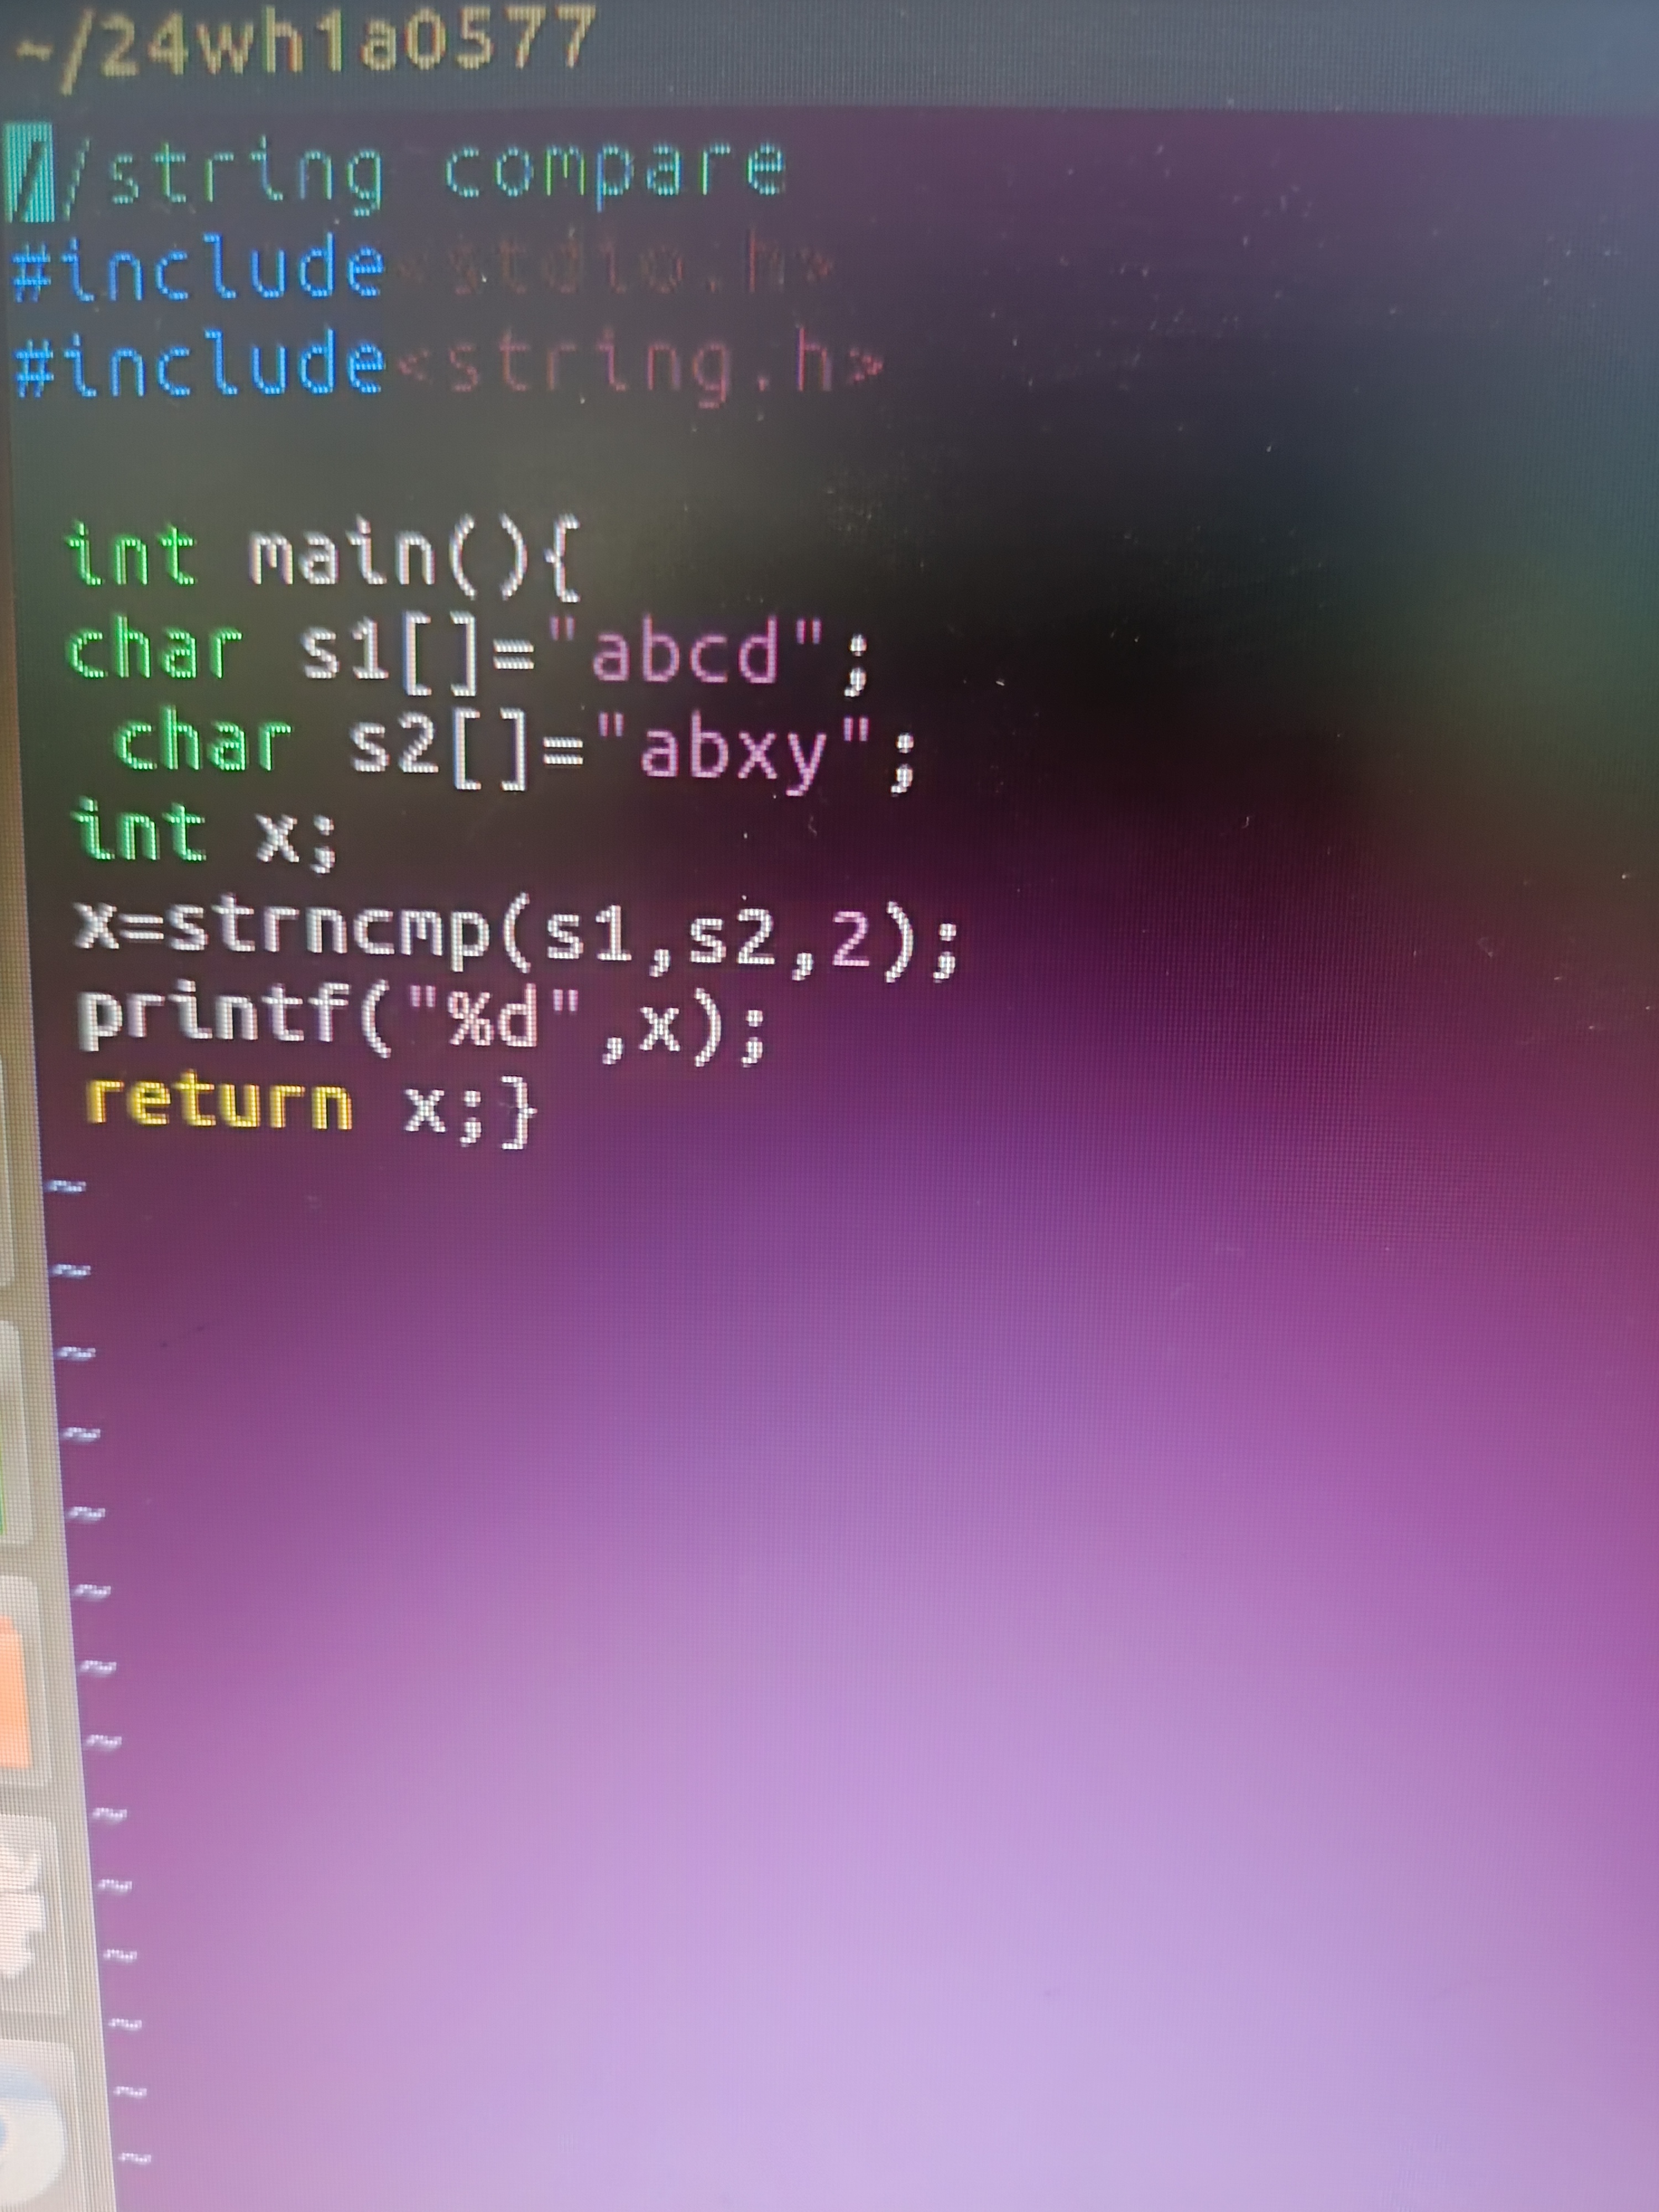 ~/24wh1a0577
//string compare
#include<stdio.h>
#include<string.h>
int main(){
char s1[]="abcd";
char s2[]="abxy";
int x;
x=strncmp(s1,s2,2);
printf("%d",x);
return x;}
~
~
~
~
~
~
~
~
~
~
~
~
~
~